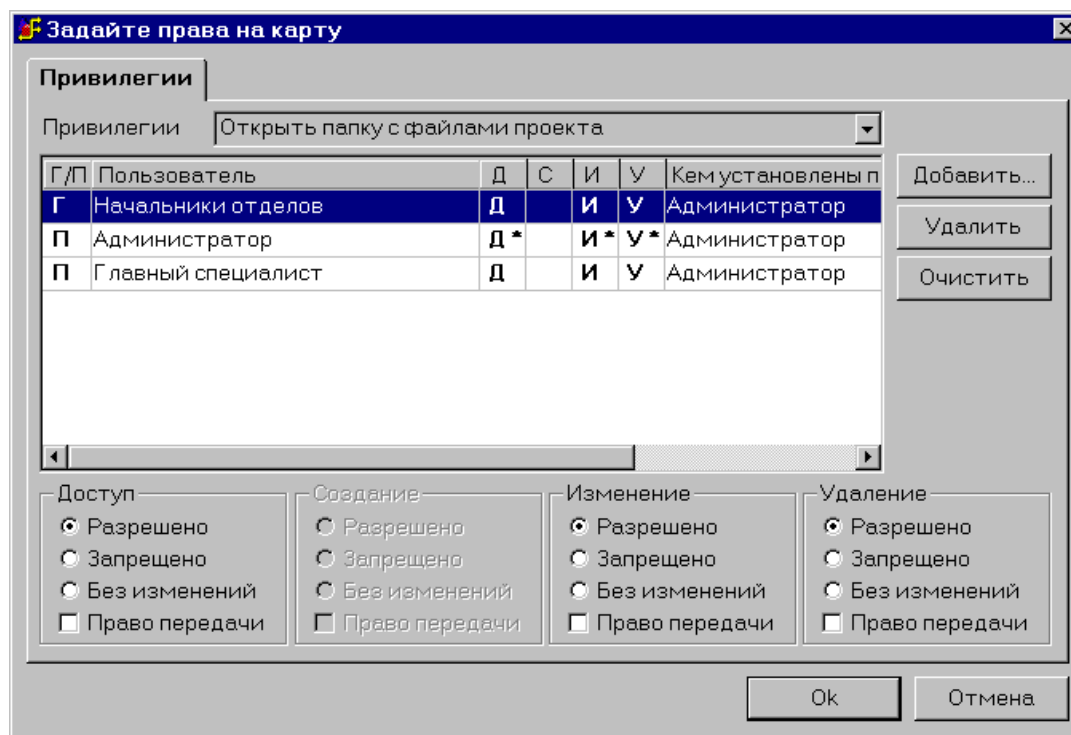 Задайте права на карту
Привилегии
Привилегии Открыть папку с файлами проекта
Г/П Пользователь Д С И У Кем установлены п
Г Начальники отделов Д И У Администратор
П Администратор Д * И * У * Администратор
П Главный специалист Д И У Администратор
Добавить...
Удалить
Очистить
Доступ Создание Изменение Удаление
Разрешено Разрешено Разрешено Разрешено
Запрещено Запрещено Запрещено Запрещено
Без изменений Без изменений Без изменений Без изменений
Право передачи Право передачи Право передачи Право передачи
Ok Отмена